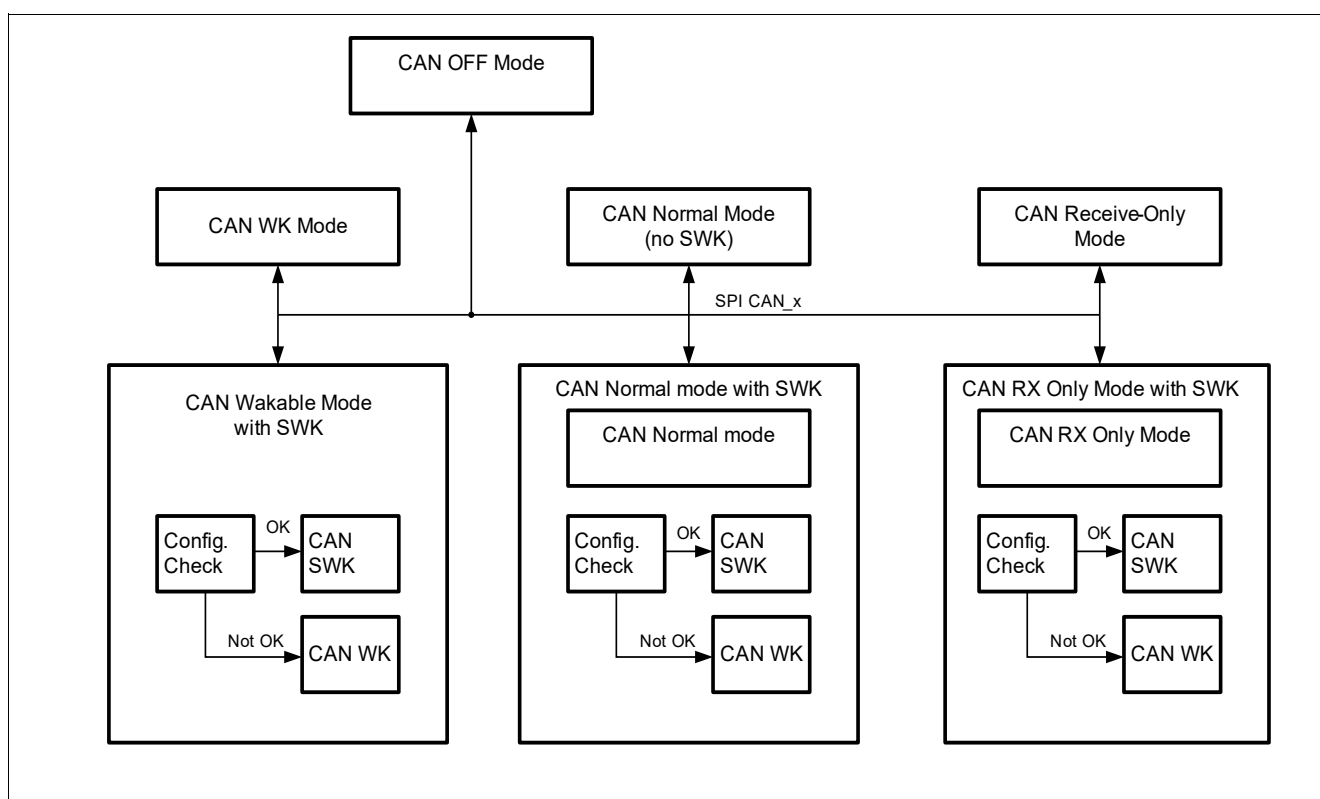 CAN OFF Mode
CAN WK Mode
CAN Normal Mode
(no SWK)
CAN Receive-Only
Mode
SPI CAN_x
CAN Wakable Mode
with SWK
Config.
Check
OK
CAN
SWK
Not OK
CAN WK
CAN Normal mode with SWK
CAN Normal mode
Config.
Check
OK
CAN
SWK
Not OK
CAN WK
CAN RX Only Mode with SWK
CAN RX Only Mode
Config.
Check
OK
CAN
SWK
Not OK
CAN WK